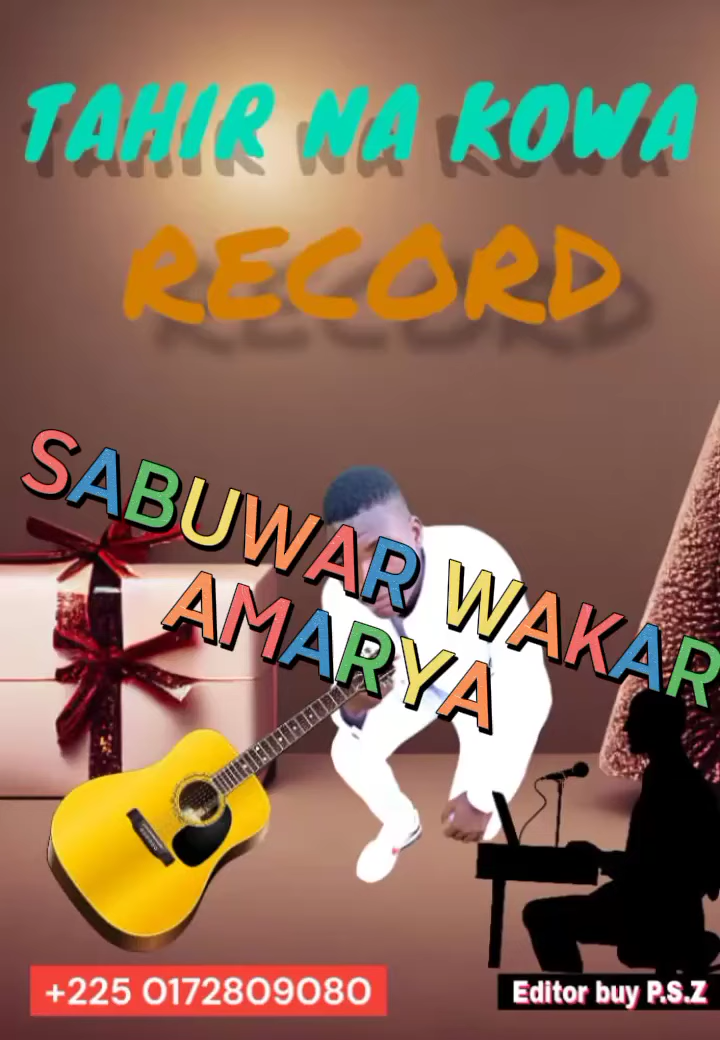 TAHIR NA KOWA
RECORD
SABUWAR WAKAR
AMARYA
+225 0172809080
Editor buy P.S.Z